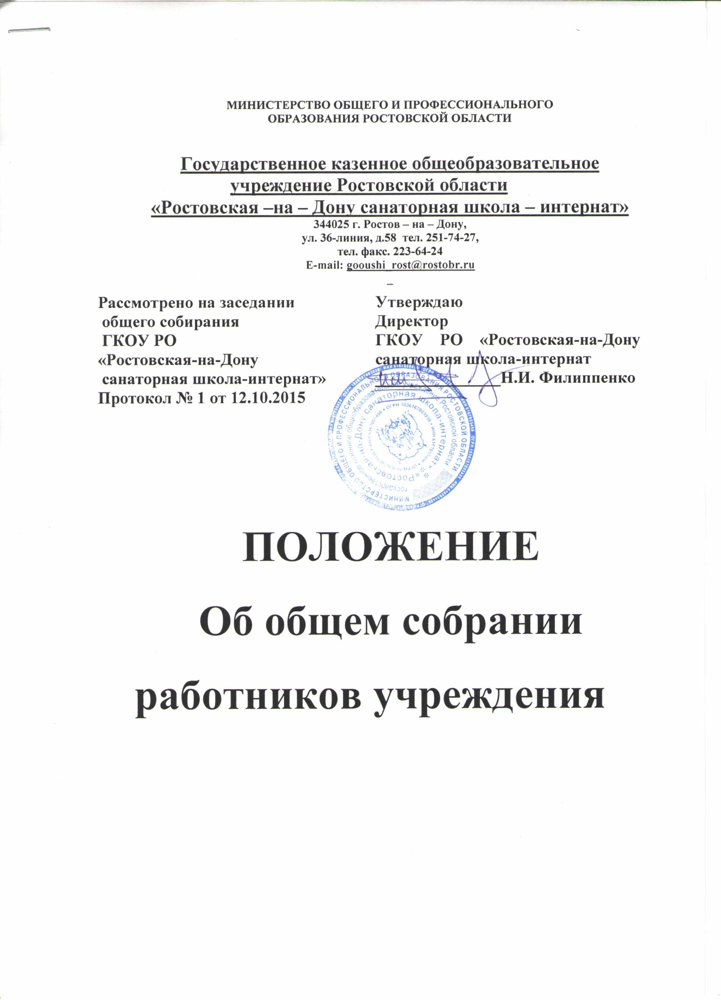 МИНИСТЕРСТВО ОБЩЕГО И ПРОФЕССИОНАЛЬНОГО
ОБРАЗОВАНИЯ РОСТОВСКОЙ ОБЛАСТИ
Государственное казенное общеобразовательное
учреждение Ростовской области
«Ростовская –на – Дону санаторная школа – интернат»
344025 г. Ростов – на – Дону,
ул. 36-линия, д.58 тел. 251-74-27,
тел. факс. 223-64-24
E-mail: gooushi_rost@rostobr.ru
–
Рассмотрено на заседании
общего собирания
ГКОУ РО
«Ростовская-на-Дону
санаторная школа-интернат»
Протокол № 1 от 12.10.2015
Утверждаю
Директор
ГКОУ РО «Ростовская-на-Дону
санаторная школа-интернат
Н.И. Филиппенко
МИНИСТЕРСТВО ОБЩЕГО И ПРОФЕССИОНАЛЬНОГО ОБРАЗОВАНИЯ РОСТОВСКОЙ ОБЛАСТИ
государственное казенное общеобразовательное учреждение Ростовской области
«Ростовская-на-Дону санаторная школа-интернат»
ОГРН 1036167003938 • ИНН 6167055456
ПОЛОЖЕНИЕ
Об общем собрании
работников учреждения